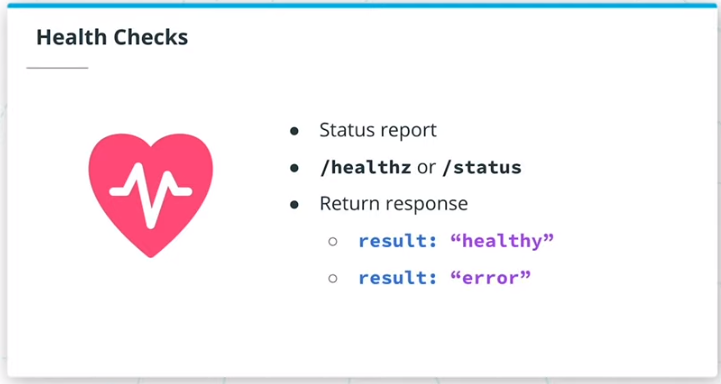 Health Checks
● Status report
● /healthz or /status
● Return response
○ result: “healthy”
○ result: “error”